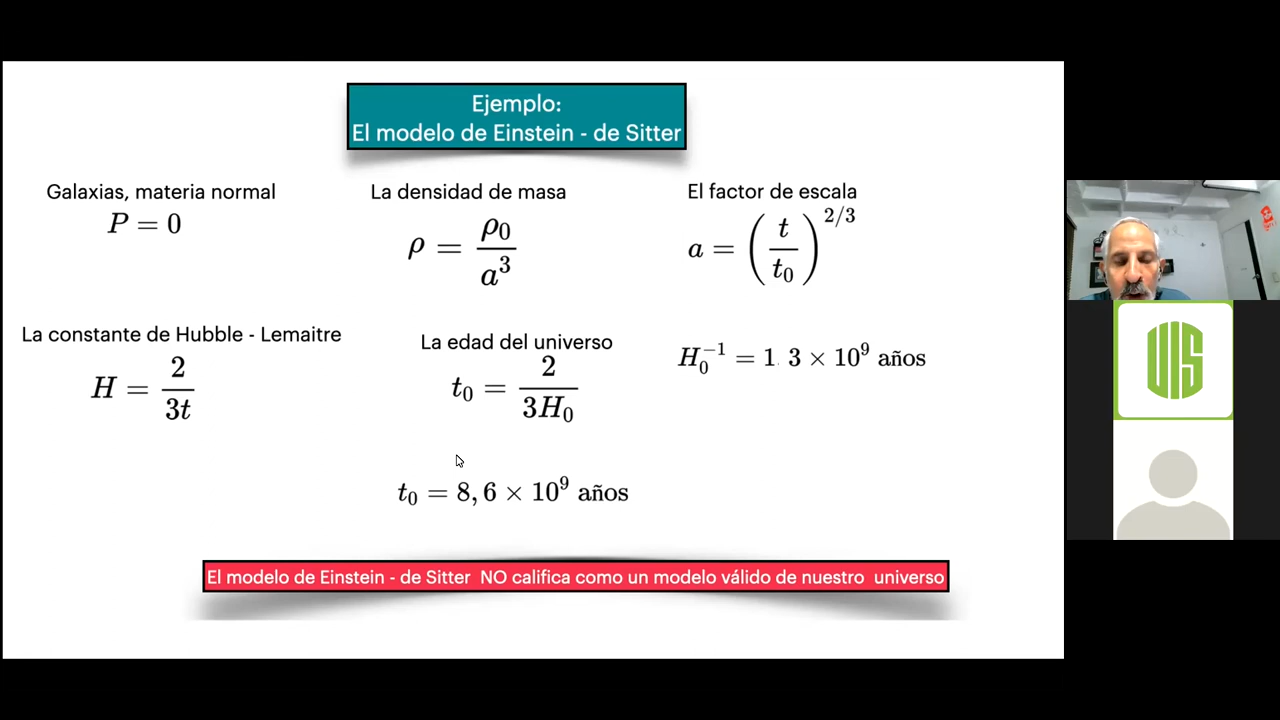 Ejemplo:
El modelo de Einstein - de Sitter
Galaxias, materia normal
P = 0
La densidad de masa
ρ = ρ₀ / a³
El factor de escala
a = (t / t₀)^{2/3}
La constante de Hubble - Lemaitre
H = 2 / 3t
La edad del universo
t₀ = 2 / 3H₀
H₀⁻¹ = 1. 3 × 10⁹ años
t₀ = 8, 6 × 10⁹ años
El modelo de Einstein - de Sitter NO califica como un modelo válido de nuestro universo
UIS